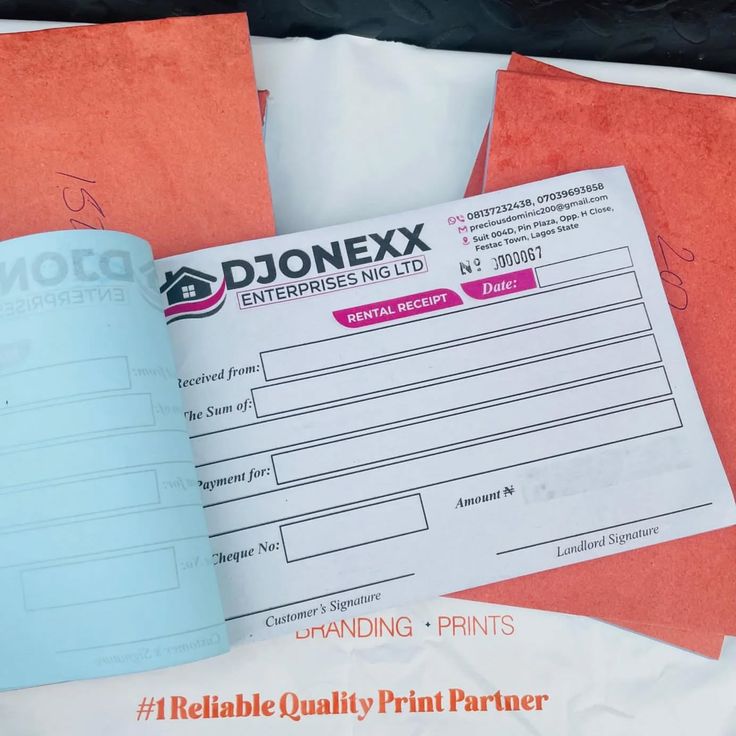 08137232438, 07039693858
preciousdominic200@gmail.com
Suit 004D, Pin Plaza, Opp. H Close,
Festac Town, Lagos State
DJONEXX
ENTERPRISES NIG LTD
Nº 0000067
RENTAL RECEIPT
Date:
Received from:
The Sum of:
Payment for:
Amount ₦
Cheque No:
Landlord Signature
Customer's Signature
BRANDING • PRINTS
#1 Reliable Quality Print Partner
200